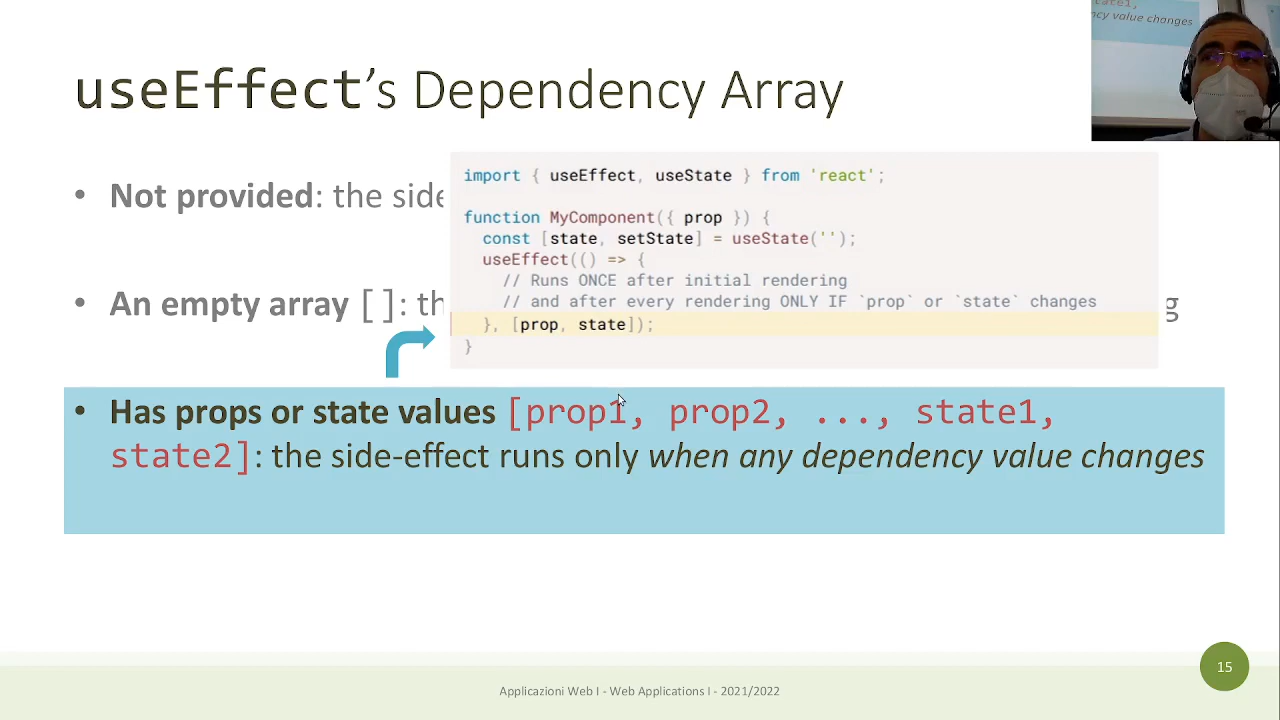 useEffect's Dependency Array
• Not provided: the side
import { useEffect, useState } from 'react';
function MyComponent({ prop }) {
const [state, setState] = useState('');
useEffect(() => {
// Runs ONCE after initial rendering
// and after every rendering ONLY IF `prop` or `state` changes
}, [prop, state]);
}
• An empty array []: th
g
• Has props or state values [prop1, prop2, ..., state1,
state2]: the side-effect runs only when any dependency value changes
state1,
ncy value changes
15
Applicazioni Web I - Web Applications I - 2021/2022